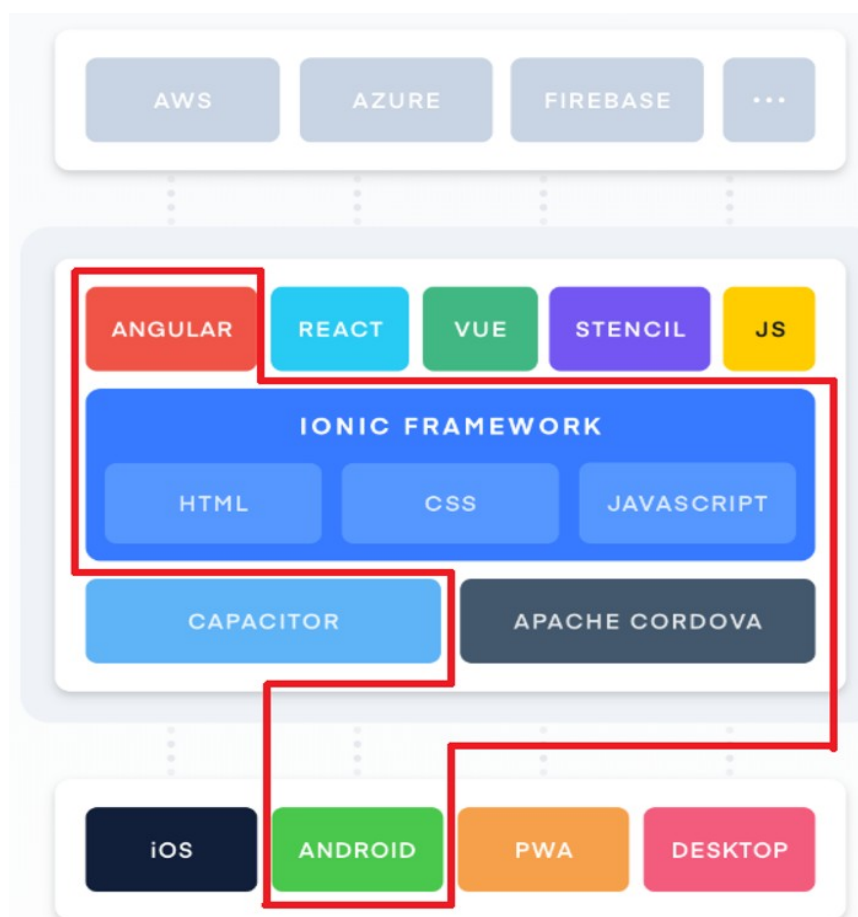 AWS AZURE FIREBASE ...
ANGULAR REACT VUE STENCIL JS
IONIC FRAMEWORK
HTML CSS JAVASCRIPT
CAPACITOR APACHE CORDOVA
iOS ANDROID PWA DESKTOP